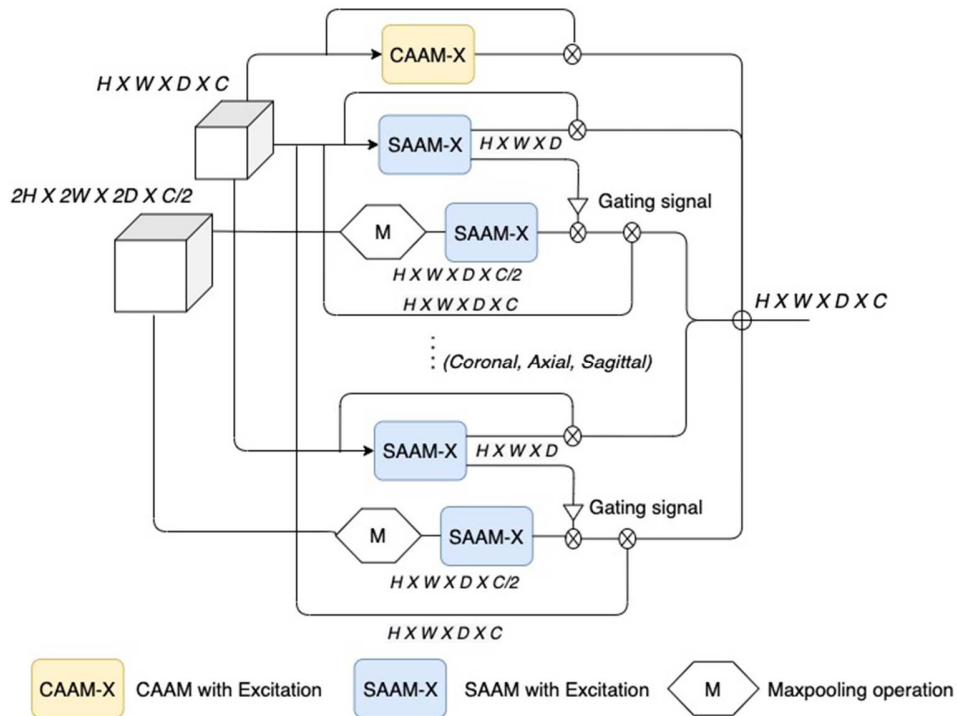 CAAM-X
H X W X D X C
SAAM-X
H X W X D
2H X 2W X 2D X C/2
Gating signal
M
SAAM-X
H X W X D X C/2
H X W X D X C
H X W X D X C
(Coronal, Axial, Sagittal)
SAAM-X
H X W X D
Gating signal
M
SAAM-X
H X W X D X C/2
H X W X D X C
CAAM-X CAAM with Excitation SAAM-X SAAM with Excitation M Maxpooling operation